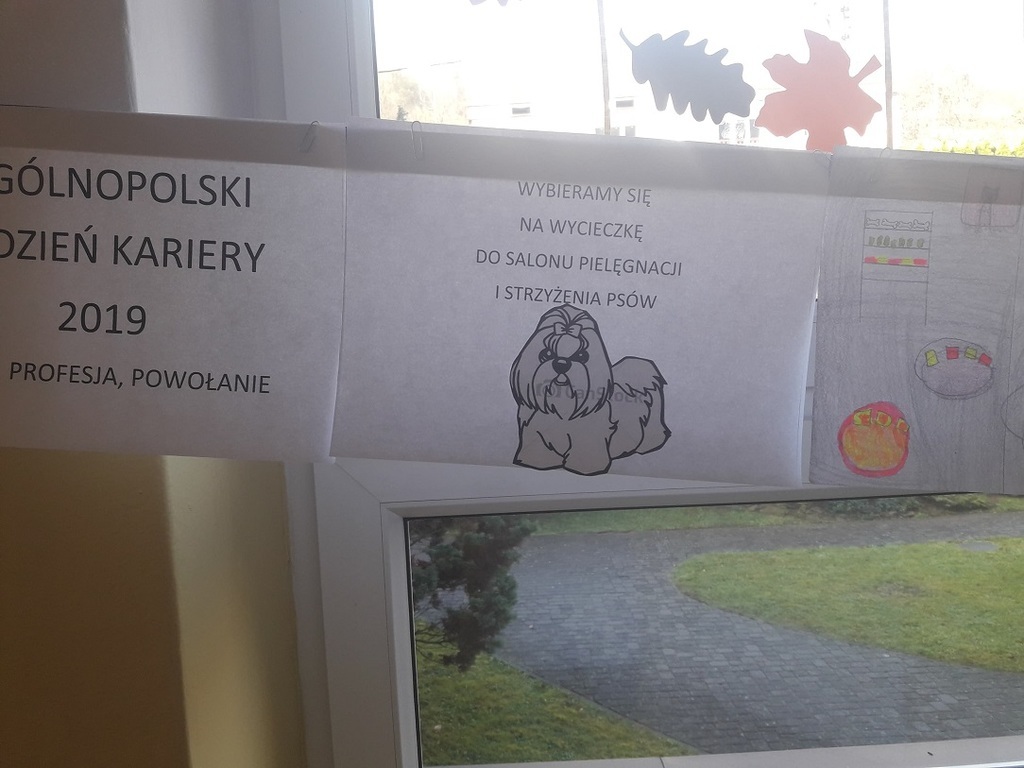 GÓLNOPOLSKI
DZIEŃ KARIERY
2019
PROFESJA, POWOŁANIE
WYBIERAMY SIĘ
NA WYCIECZKĘ
DO SALONU PIELĘGNACJI
I STRZYŻENIA PSÓW